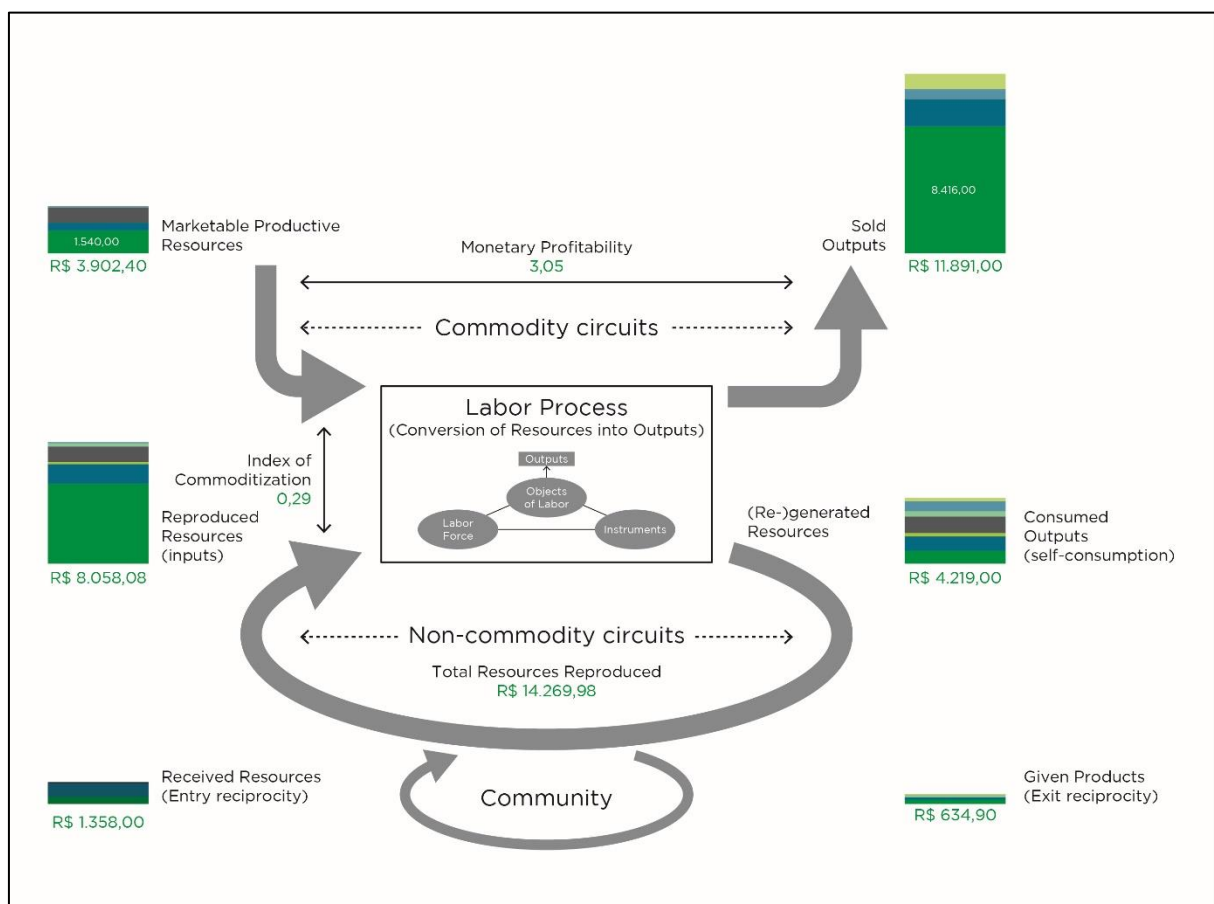 8.416,00
1.540,00
R$ 3.902,40
Marketable Productive
Resources
Monetary Profitability
3,05
Sold
Outputs
R$ 11.891,00
Commodity circuits
Labor Process
(Conversion of Resources into Outputs)
Outputs
Objects
of Labor
Labor
Force
Instruments
Index of
Commoditization
0,29
Reproduced
Resources
(inputs)
R$ 8.058,08
(Re-)generated
Resources
Consumed
Outputs
(self-consumption)
R$ 4.219,00
Non-commodity circuits
Total Resources Reproduced
R$ 14.269,98
Received Resources
(Entry reciprocity)
R$ 1.358,00
Community
Given Products
(Exit reciprocity)
R$ 634,90